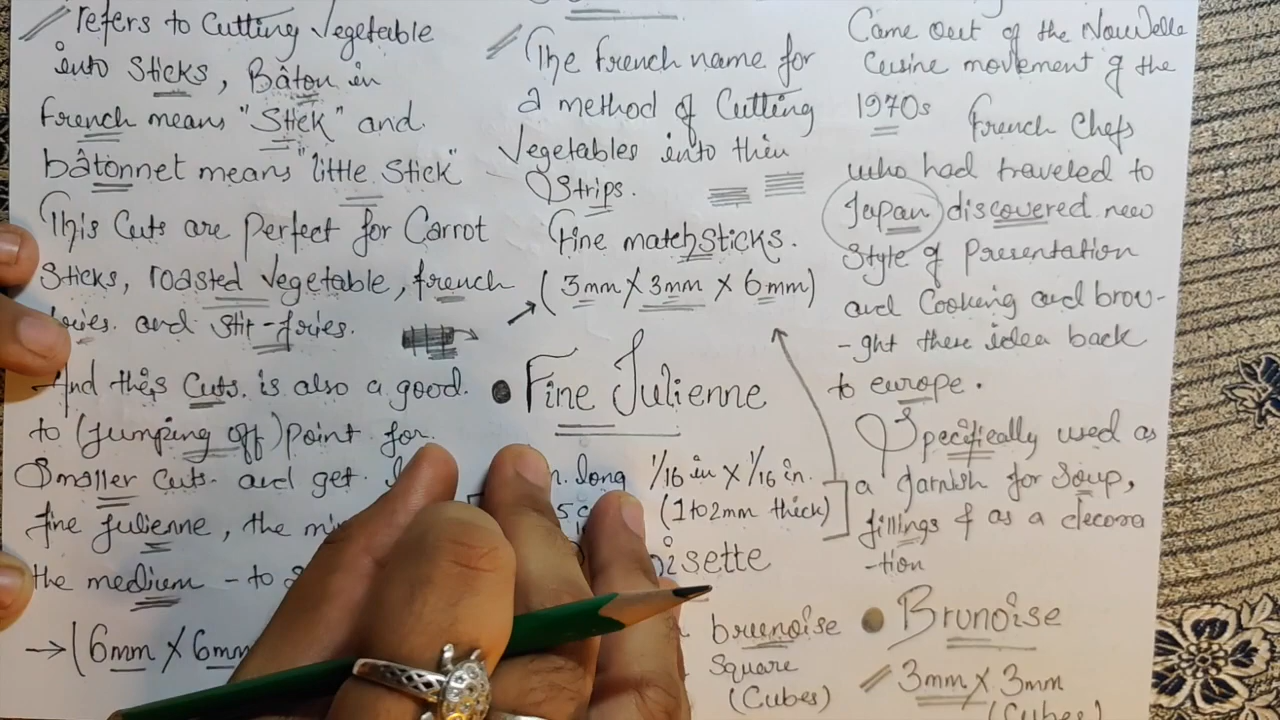 refers to Cutting Vegetable
into Sticks, Bâton in
French means "Stick" and
bâtonnet means "little Stick"
This Cuts are Perfect for Carrot
Sticks, roasted Vegetable, french
fries. and stir-fries.
And this Cuts. is also a good.
to (Jumping off) point for
Smaller Cuts. and get
fine Julienne, the
the medium - to
→ (6mm X 6mm
The French name for
a method of Cutting
Vegetables into then
Strips.
Fine matchsticks.
(3mm X 3mm X 6mm)
• Fine Julienne
long 1/16 in X 1/16 in.
(1 to 2mm thick)
brunoise
Square
(Cubes)
Came out of the Nouvelle
Cuisine movement of the
1970s French Chefs
who had traveled to
Japan discovered new
Style of Presentation
and Cooking and brou-
-ght there idea back
to europe.
Specifically used as
a garnish for Soup,
fillings & as a decora
-tion
• Brunoise
3mm X 3mm
(Cubes)